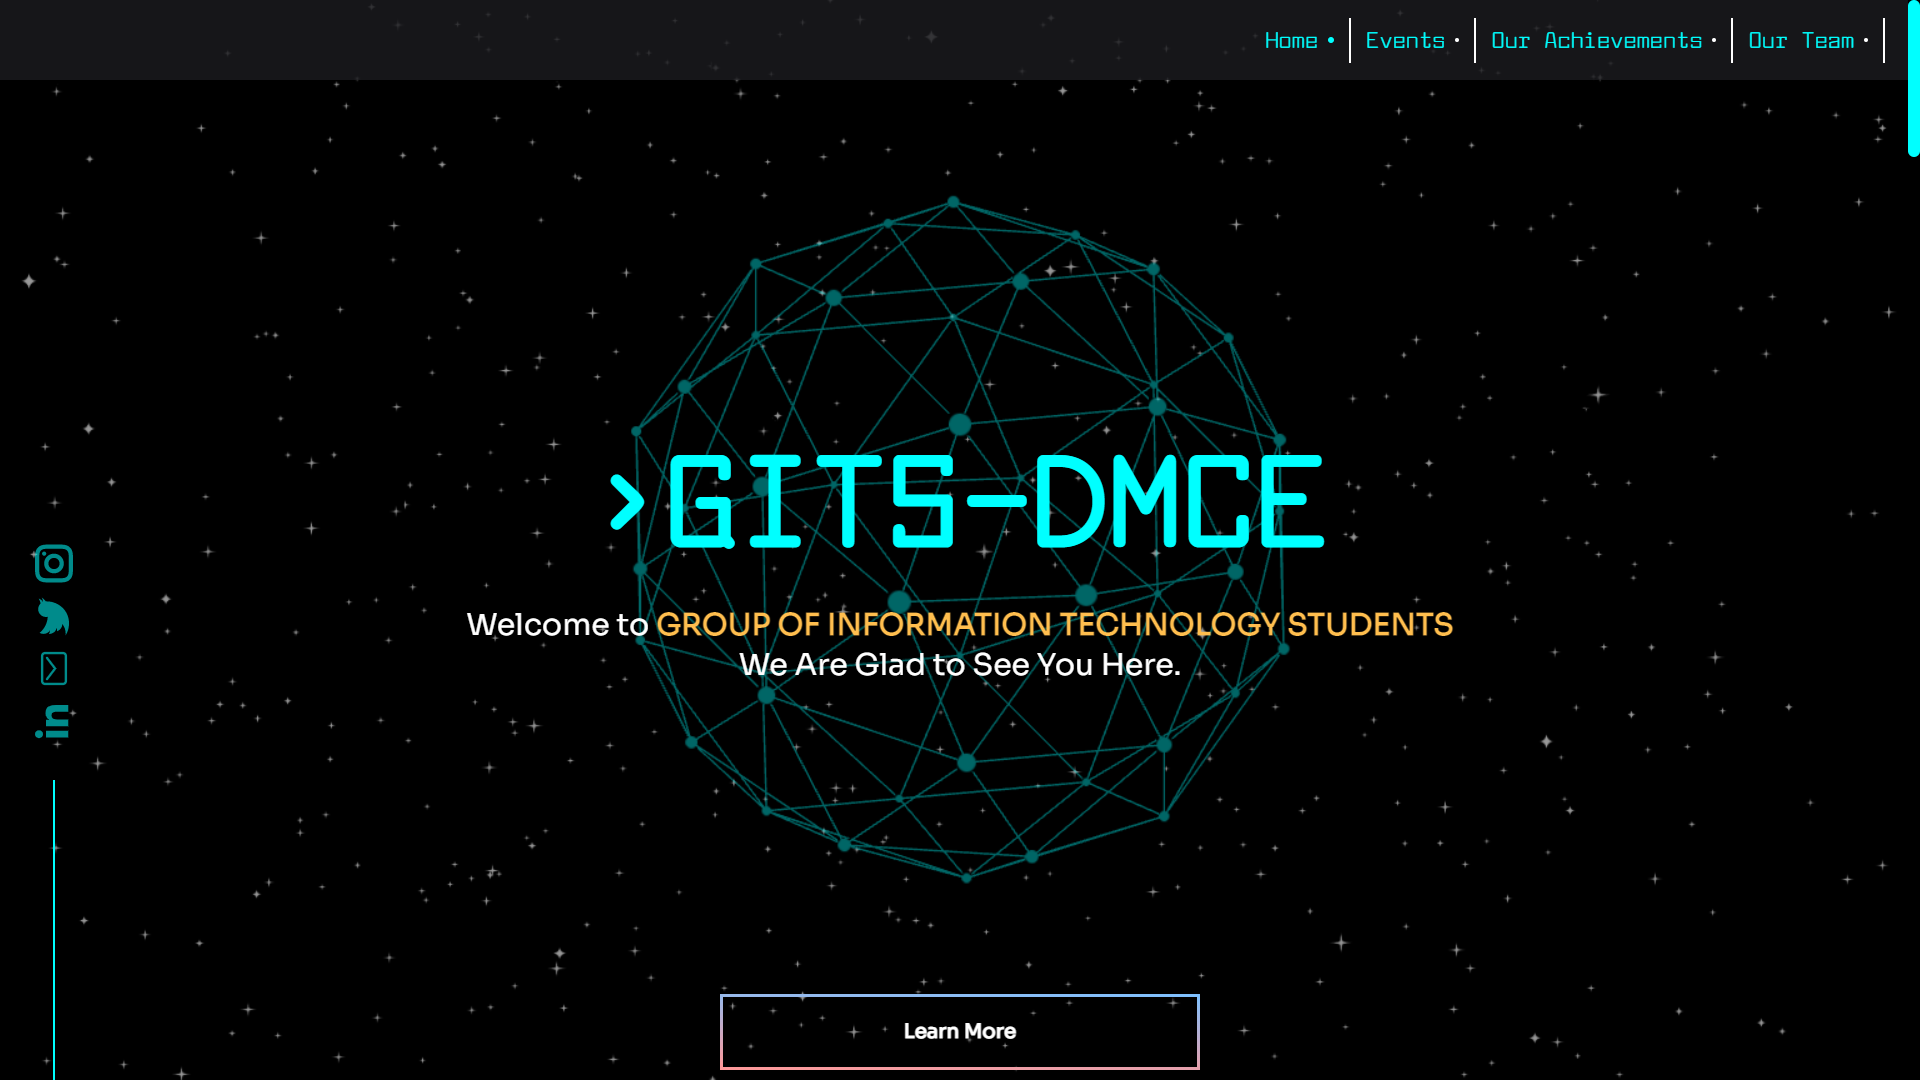 Home
Events
Our Achievements
Our Team
>GITS-DMCE
Welcome to GROUP OF INFORMATION TECHNOLOGY STUDENTS
We Are Glad to See You Here.
in
Learn More